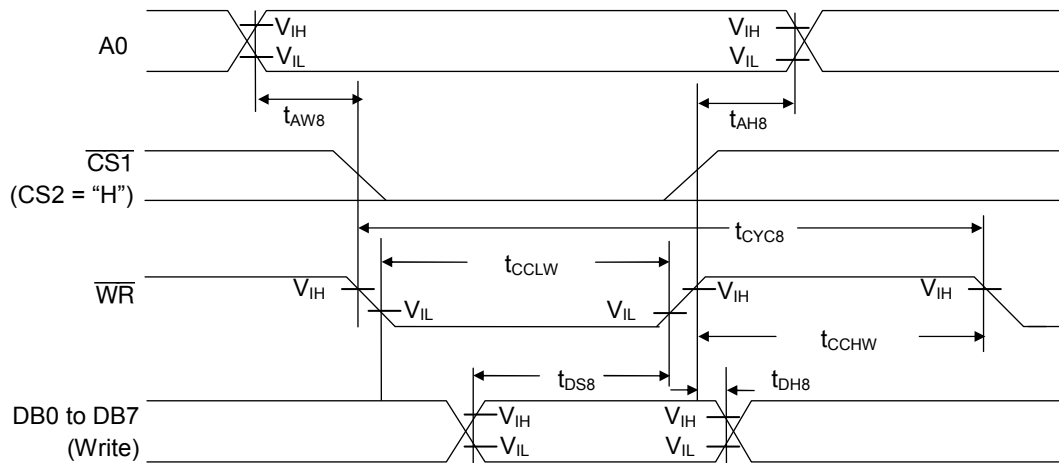 A0
VIH
VIL
VIH
VIL
tAW8
tAH8
CS1
(CS2 = “H”)
tCYC8
tCCLW
WR
VIH
VIL
VIL
VIH
VIH
tCCHW
tDS8
tDH8
DB0 to DB7
(Write)
VIH
VIL
VIH
VIL